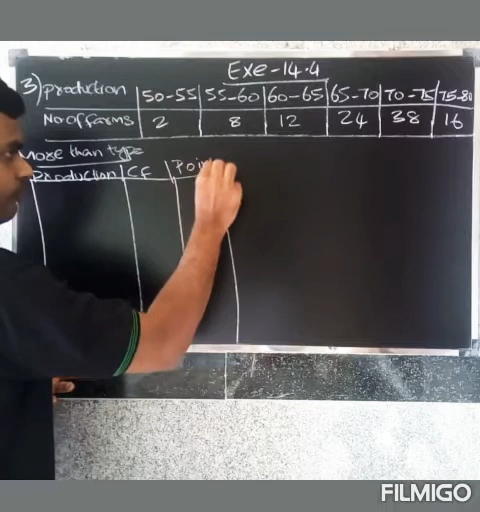 Exe-14.4
3) production 50-55 55-60 60-65 65-70 70-75 75-80
No of farms 2 8 12 24 38 16
More than type
Production CF Poin
FILMIGO